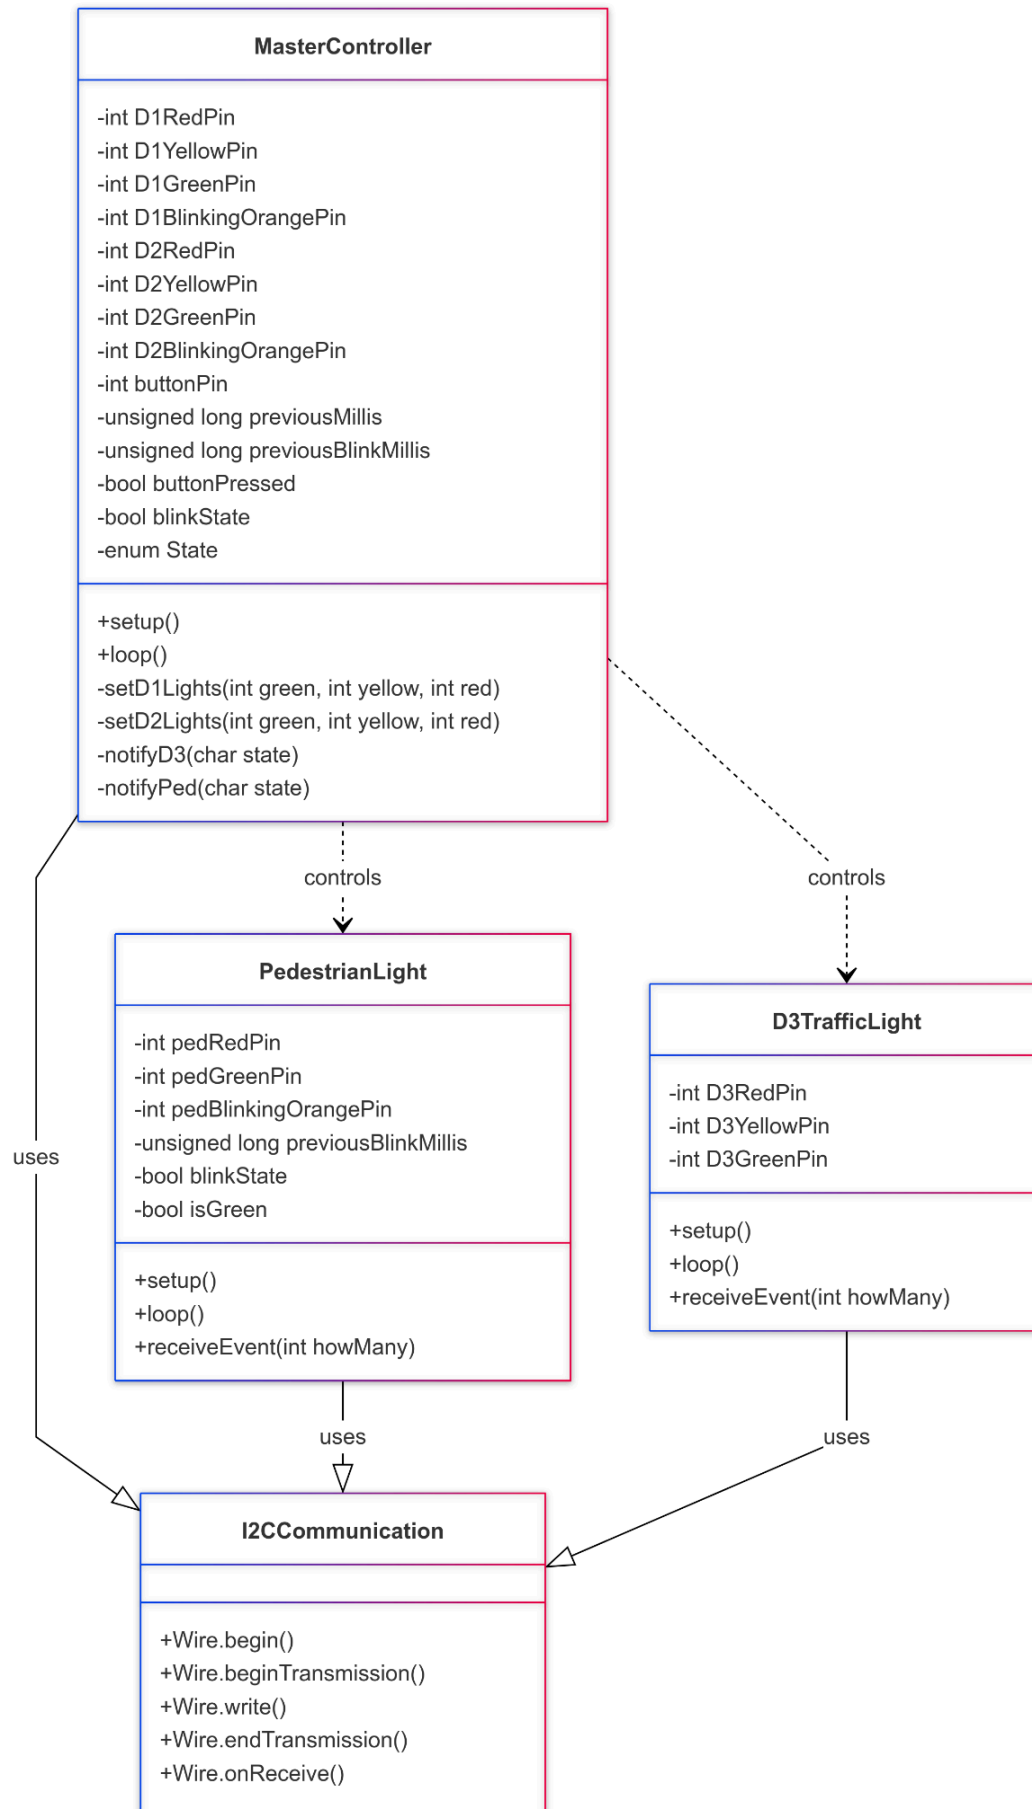 MasterController
-int D1RedPin
-int D1YellowPin
-int D1GreenPin
-int D1BlinkingOrangePin
-int D2RedPin
-int D2YellowPin
-int D2GreenPin
-int D2BlinkingOrangePin
-int buttonPin
-unsigned long previousMillis
-unsigned long previousBlinkMillis
-bool buttonPressed
-bool blinkState
-enum State
+setup()
+loop()
-setD1Lights(int green, int yellow, int red)
-setD2Lights(int green, int yellow, int red)
-notifyD3(char state)
-notifyPed(char state)
controls
controls
PedestrianLight
-int pedRedPin
-int pedGreenPin
-int pedBlinkingOrangePin
-unsigned long previousBlinkMillis
-bool blinkState
-bool isGreen
+setup()
+loop()
+receiveEvent(int howMany)
D3TrafficLight
-int D3RedPin
-int D3YellowPin
-int D3GreenPin
+setup()
+loop()
+receiveEvent(int howMany)
uses
uses
uses
I2CCommunication
+Wire.begin()
+Wire.beginTransmission()
+Wire.write()
+Wire.endTransmission()
+Wire.onReceive()